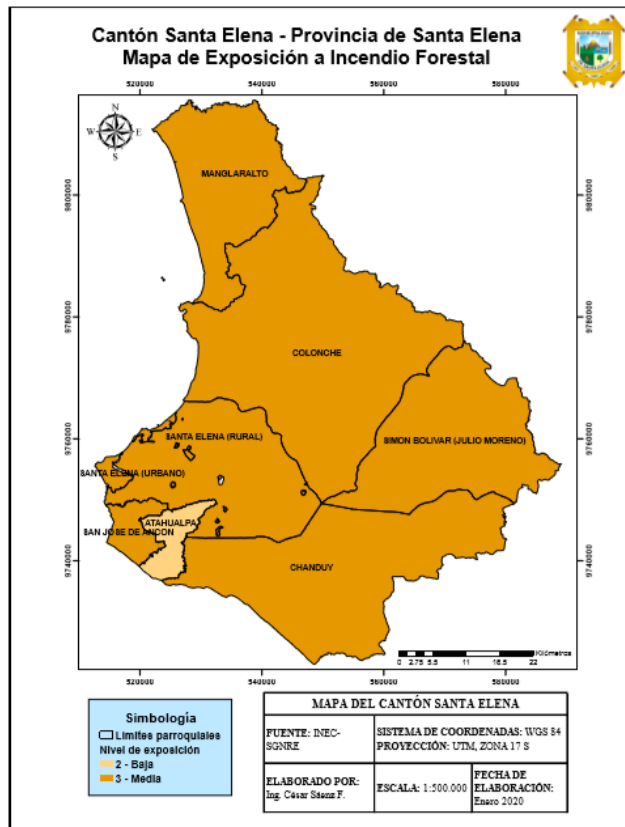 Cantón Santa Elena - Provincia de Santa Elena
Mapa de Exposición a Incendio Forestal
520000 540000 560000 580000
N
W E
S
9800000 9800000
9780000 9780000
9760000 9760000
9740000 9740000
MANGLARALTO
COLONCHE
SANTA ELENA (RURAL)
SIMON BOLIVAR (JULIO MORENO)
SANTA ELENA (URBANO)
ATAHUALPA
SAN JOSE DE ANCON
CHANDUY
Kilómetros
0 2.75 5.5 11 16.5 22
520000 540000 560000 580000
Simbología
Limites parroquiales
Nivel de exposición
2 - Baja
3 - Media
MAPA DEL CANTÓN SANTA ELENA
FUENTE: INEC-
SGNRE
SISTEMA DE COORDENADAS: WGS 84
PROYECCIÓN: UTM, ZONA 17 S
ELABORADO POR:
Ing. César Sáenz F.
ESCALA: 1:500.000
FECHA DE
ELABORACIÓN:
Enero 2020